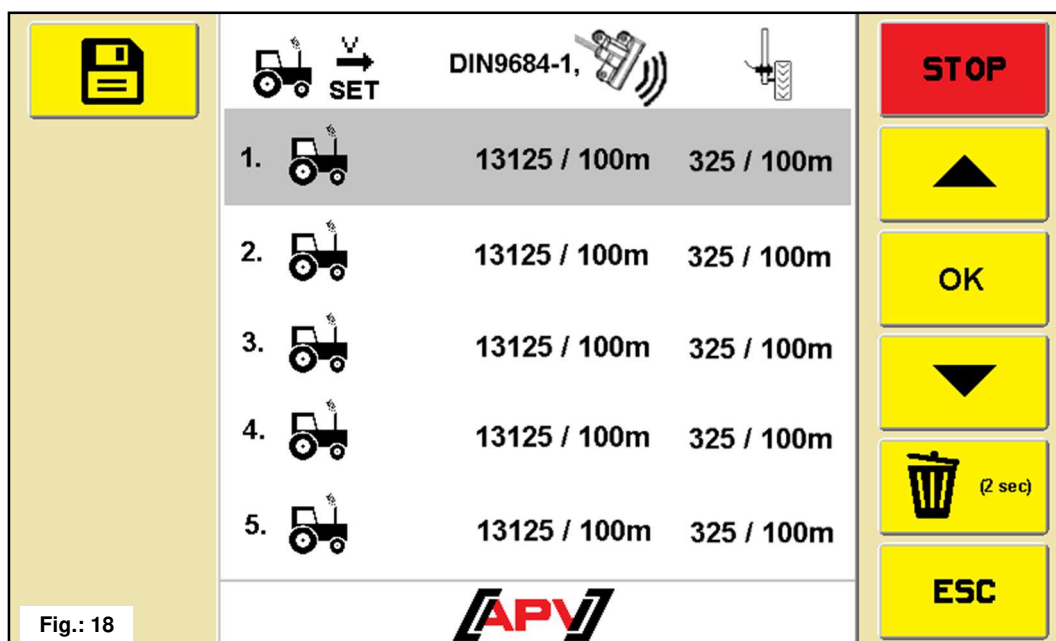 V
SET
DIN9684-1,
STOP
1.
13125 / 100m
325 / 100m
2.
13125 / 100m
325 / 100m
OK
3.
13125 / 100m
325 / 100m
4.
13125 / 100m
325 / 100m
(2 sec)
5.
13125 / 100m
325 / 100m
ESC
Fig.: 18
APV